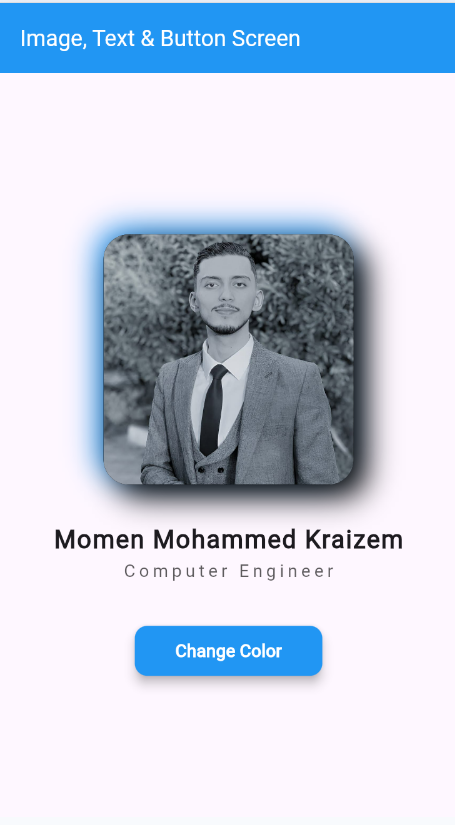 Image, Text & Button Screen
Momen Mohammed Kraizem
Computer Engineer
Change Color